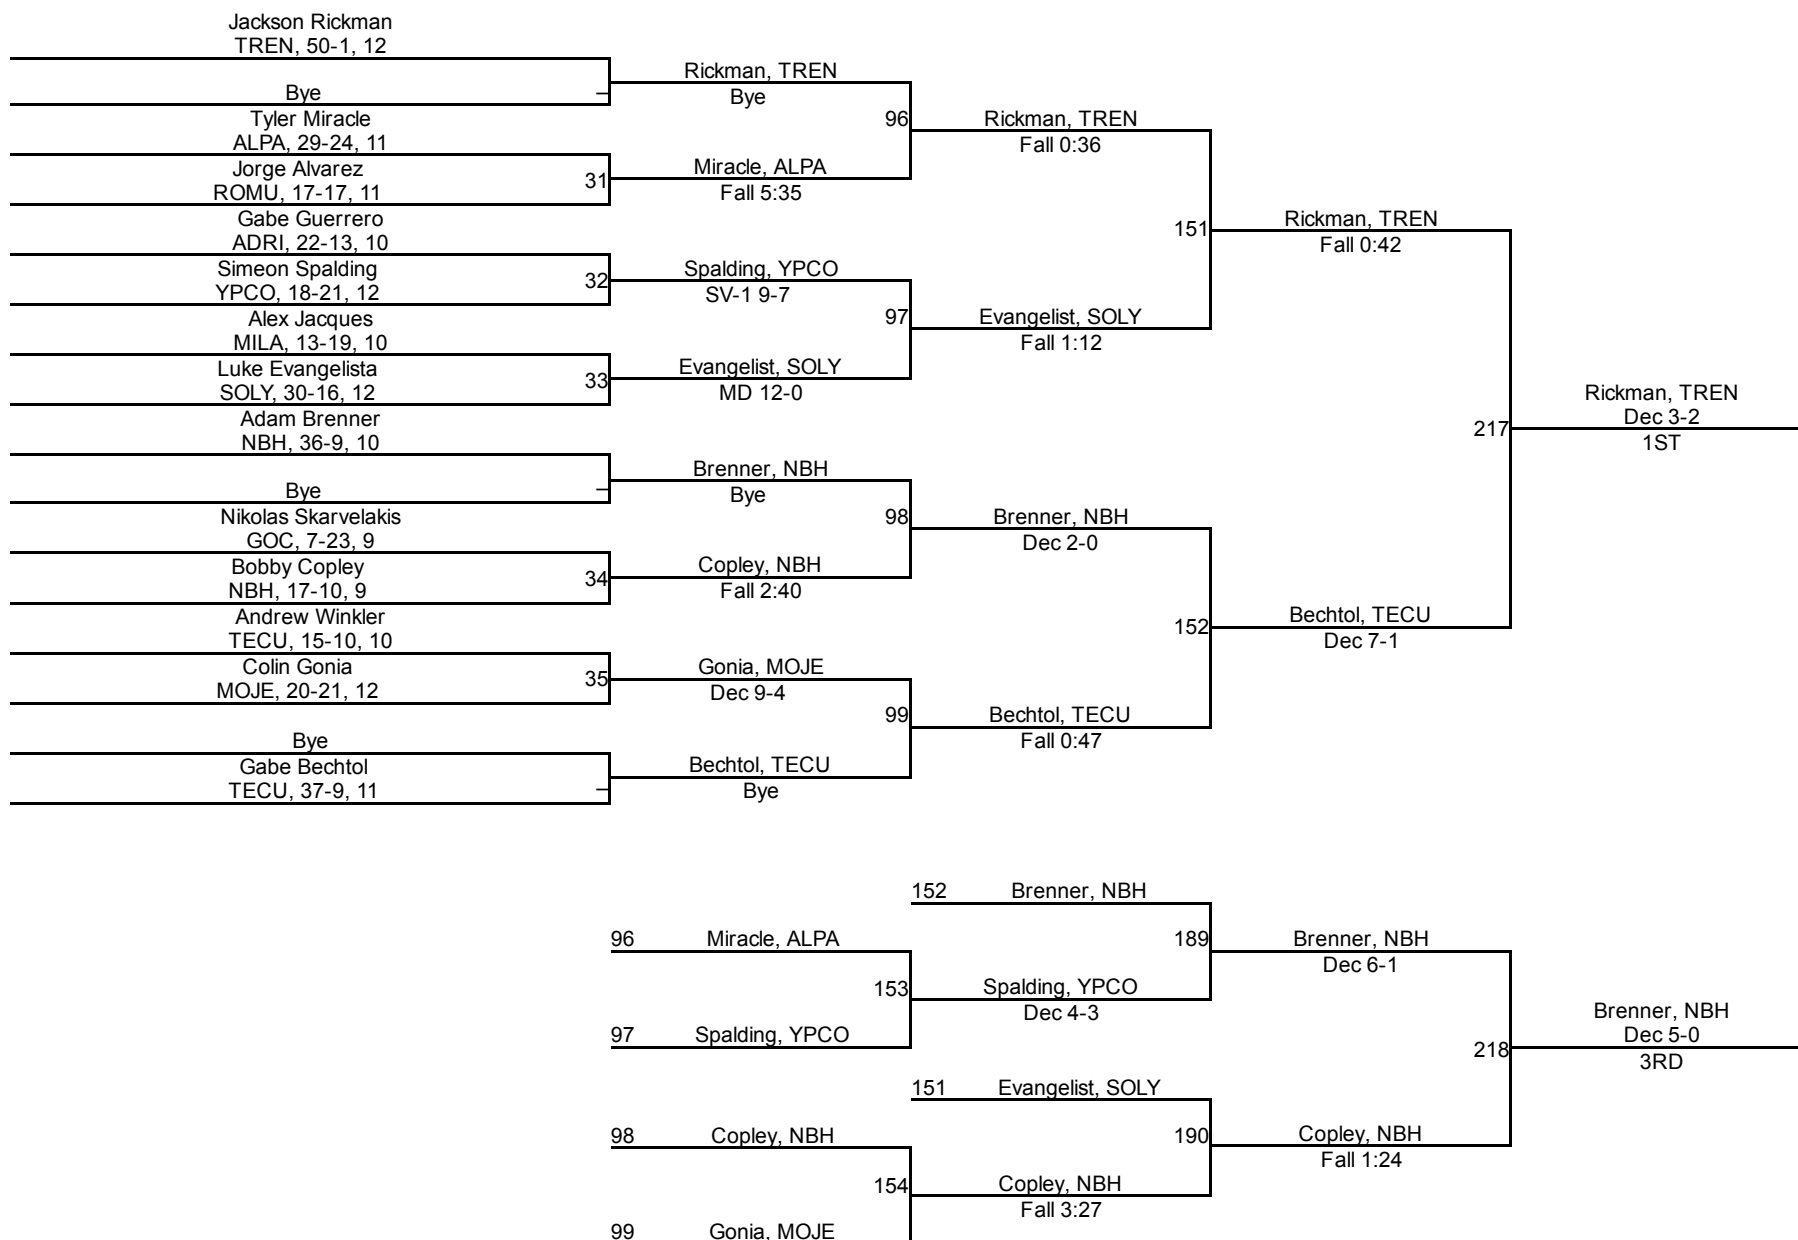 Jackson Rickman
TREN, 50-1, 12
Bye
–
Tyler Miracle
ALPA, 29-24, 11
Jorge Alvarez
ROMU, 17-17, 11
31
Gabe Guerrero
ADRI, 22-13, 10
Simeon Spalding
YPCO, 18-21, 12
32
Alex Jacques
MILA, 13-19, 10
Luke Evangelista
SOLY, 30-16, 12
33
Adam Brenner
NBH, 36-9, 10
Bye
–
Nikolas Skarvelakis
GOC, 7-23, 9
Bobby Copley
NBH, 17-10, 9
34
Andrew Winkler
TECU, 15-10, 10
Colin Gonia
MOJE, 20-21, 12
35
Bye
Gabe Bechtol
TECU, 37-9, 11
–
Rickman, TREN
Bye
96
Miracle, ALPA
Fall 5:35
Spalding, YPCO
SV-1 9-7
97
Evangelist, SOLY
MD 12-0
Brenner, NBH
Bye
98
Copley, NBH
Fall 2:40
Gonia, MOJE
Dec 9-4
99
Bechtol, TECU
Bye
Rickman, TREN
Fall 0:36
151
Evangelist, SOLY
Fall 1:12
Brenner, NBH
Dec 2-0
152
Bechtol, TECU
Fall 0:47
Rickman, TREN
Fall 0:42
217
Bechtol, TECU
Dec 7-1
Rickman, TREN
Dec 3-2
1ST
152 Brenner, NBH
96 Miracle, ALPA
189
153
Spalding, YPCO
Dec 4-3
97 Spalding, YPCO
Brenner, NBH
Dec 6-1
151 Evangelist, SOLY
98 Copley, NBH
190
154
Copley, NBH
Fall 3:27
99 Gonia, MOJE
Copley, NBH
Fall 1:24
218
Brenner, NBH
Dec 5-0
3RD